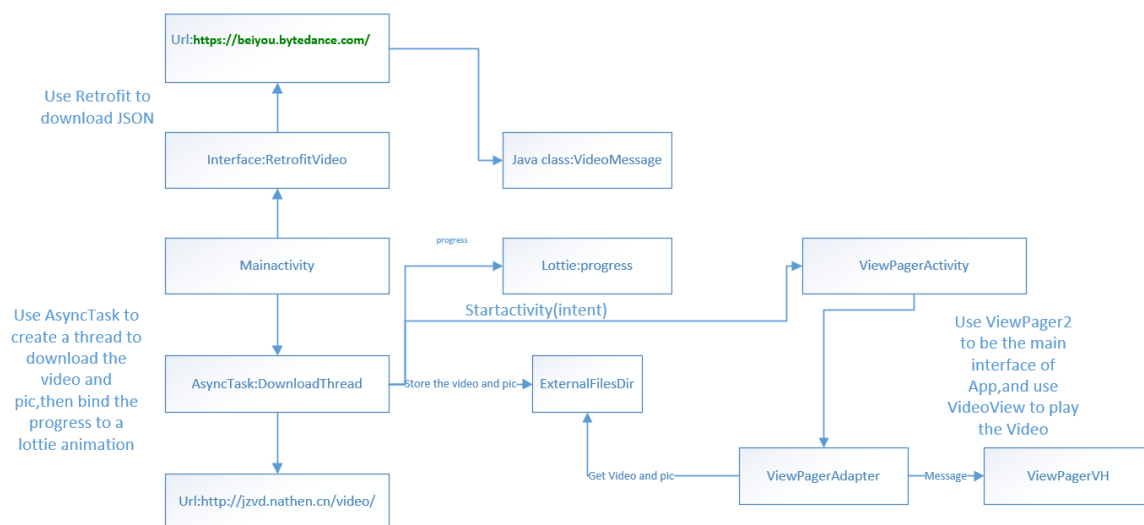 Url:https://beiyou.bytedance.com/
Use Retrofit to
download JSON
Interface:RetrofitVideo
Java class:VideoMessage
progress
Mainactivity
Lottie:progress
ViewPagerActivity
Startactivity(intent)
Use AsyncTask to
create a thread to
download the
video and
pic,then bind the
progress to a
lottie animation
Use ViewPager2
to be the main
interface of
App,and use
VideoView to play
the Video
AsyncTask:DownloadThread
Store the video and pic
ExternalFilesDir
Get Video and pic
ViewPagerAdapter
Message
ViewPagerVH
Url:http://jzvd.nathen.cn/video/